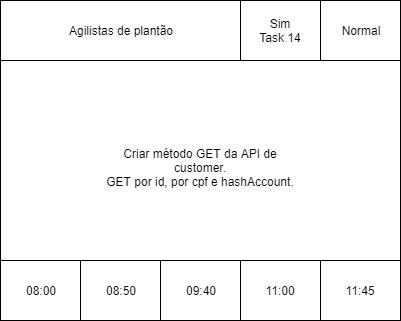 Agilistas de plantão
Sim
Task 14
Normal
Criar método GET da API de
customer.
GET por id, por cpf e hashAccount.
08:00
08:50
09:40
11:00
11:45